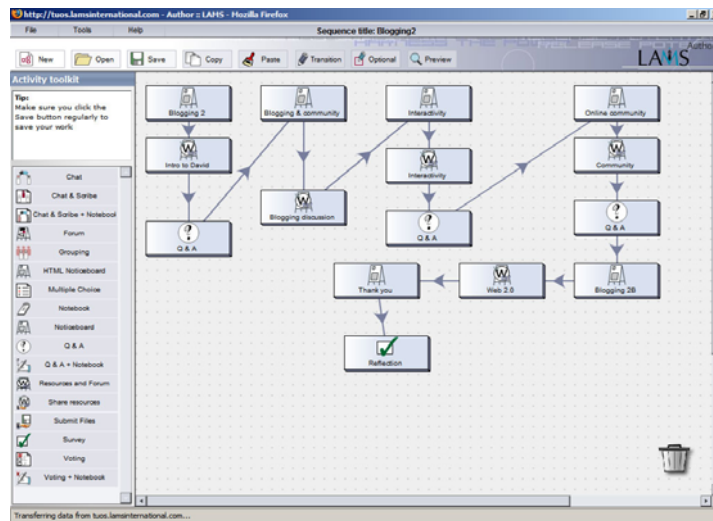 http://tuos.lamsinternational.com - Author :: LAMS - Mozilla Firefox
File Tools Help Sequence title: Blogging2
New Open Save Copy Paste Transition Optional Preview LAMS Author
Activity toolkit
Tip:
Make sure you click the
Save button regularly to
save your work
Chat
Chat & Scribe
Chat & Scribe + Notebook
Forum
Grouping
HTML Noticeboard
Multiple Choice
Notebook
Noticeboard
Q & A
Q & A + Notebook
Resources and Forum
Share resources
Submit Files
Survey
Voting
Voting + Notebook
Blogging 2
Intro to David
Q & A
Blogging & community
Blogging discussion
Interactivity
Interactivity
Q & A
Online community
Community
Q & A
Blogging 2B
Web 2.0
Thank you
Reflection
Transferring data from tuos.lamsinternational.com...